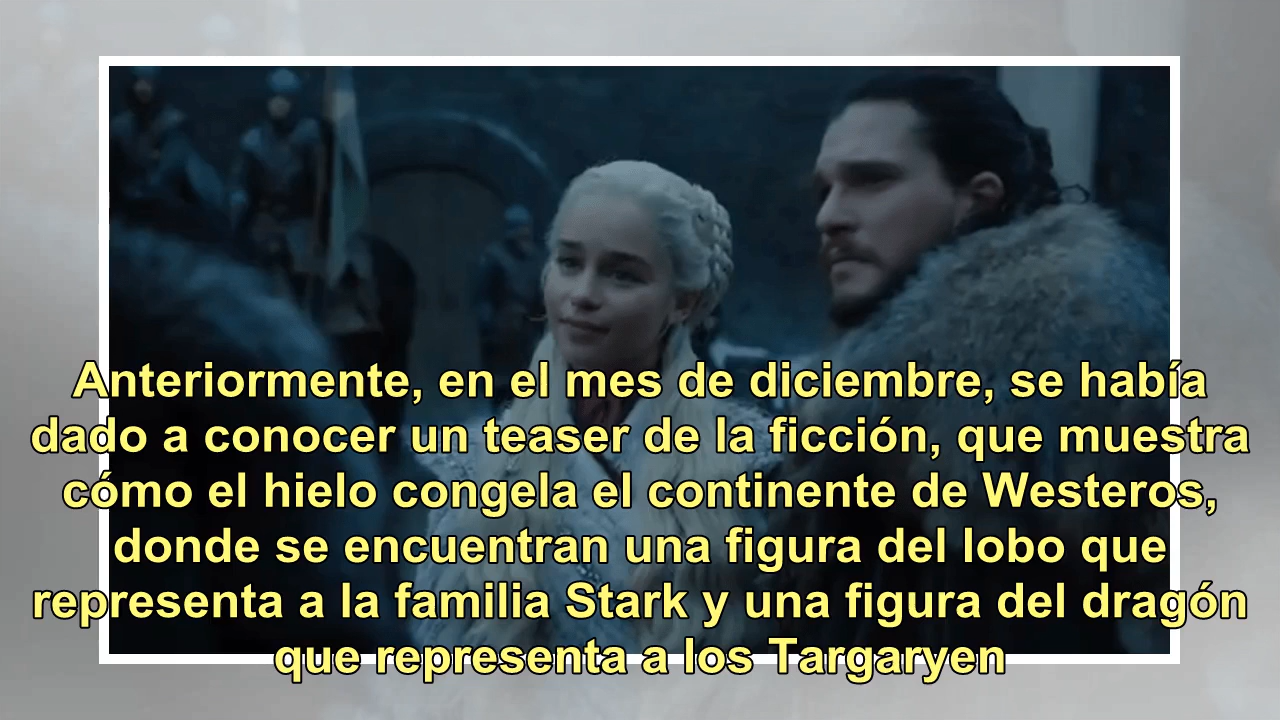 Anteriormente, en el mes de diciembre, se había
dado a conocer un teaser de la ficción, que muestra
cómo el hielo congela el continente de Westeros,
donde se encuentran una figura del lobo que
representa a la familia Stark y una figura del dragón
que representa a los Targaryen